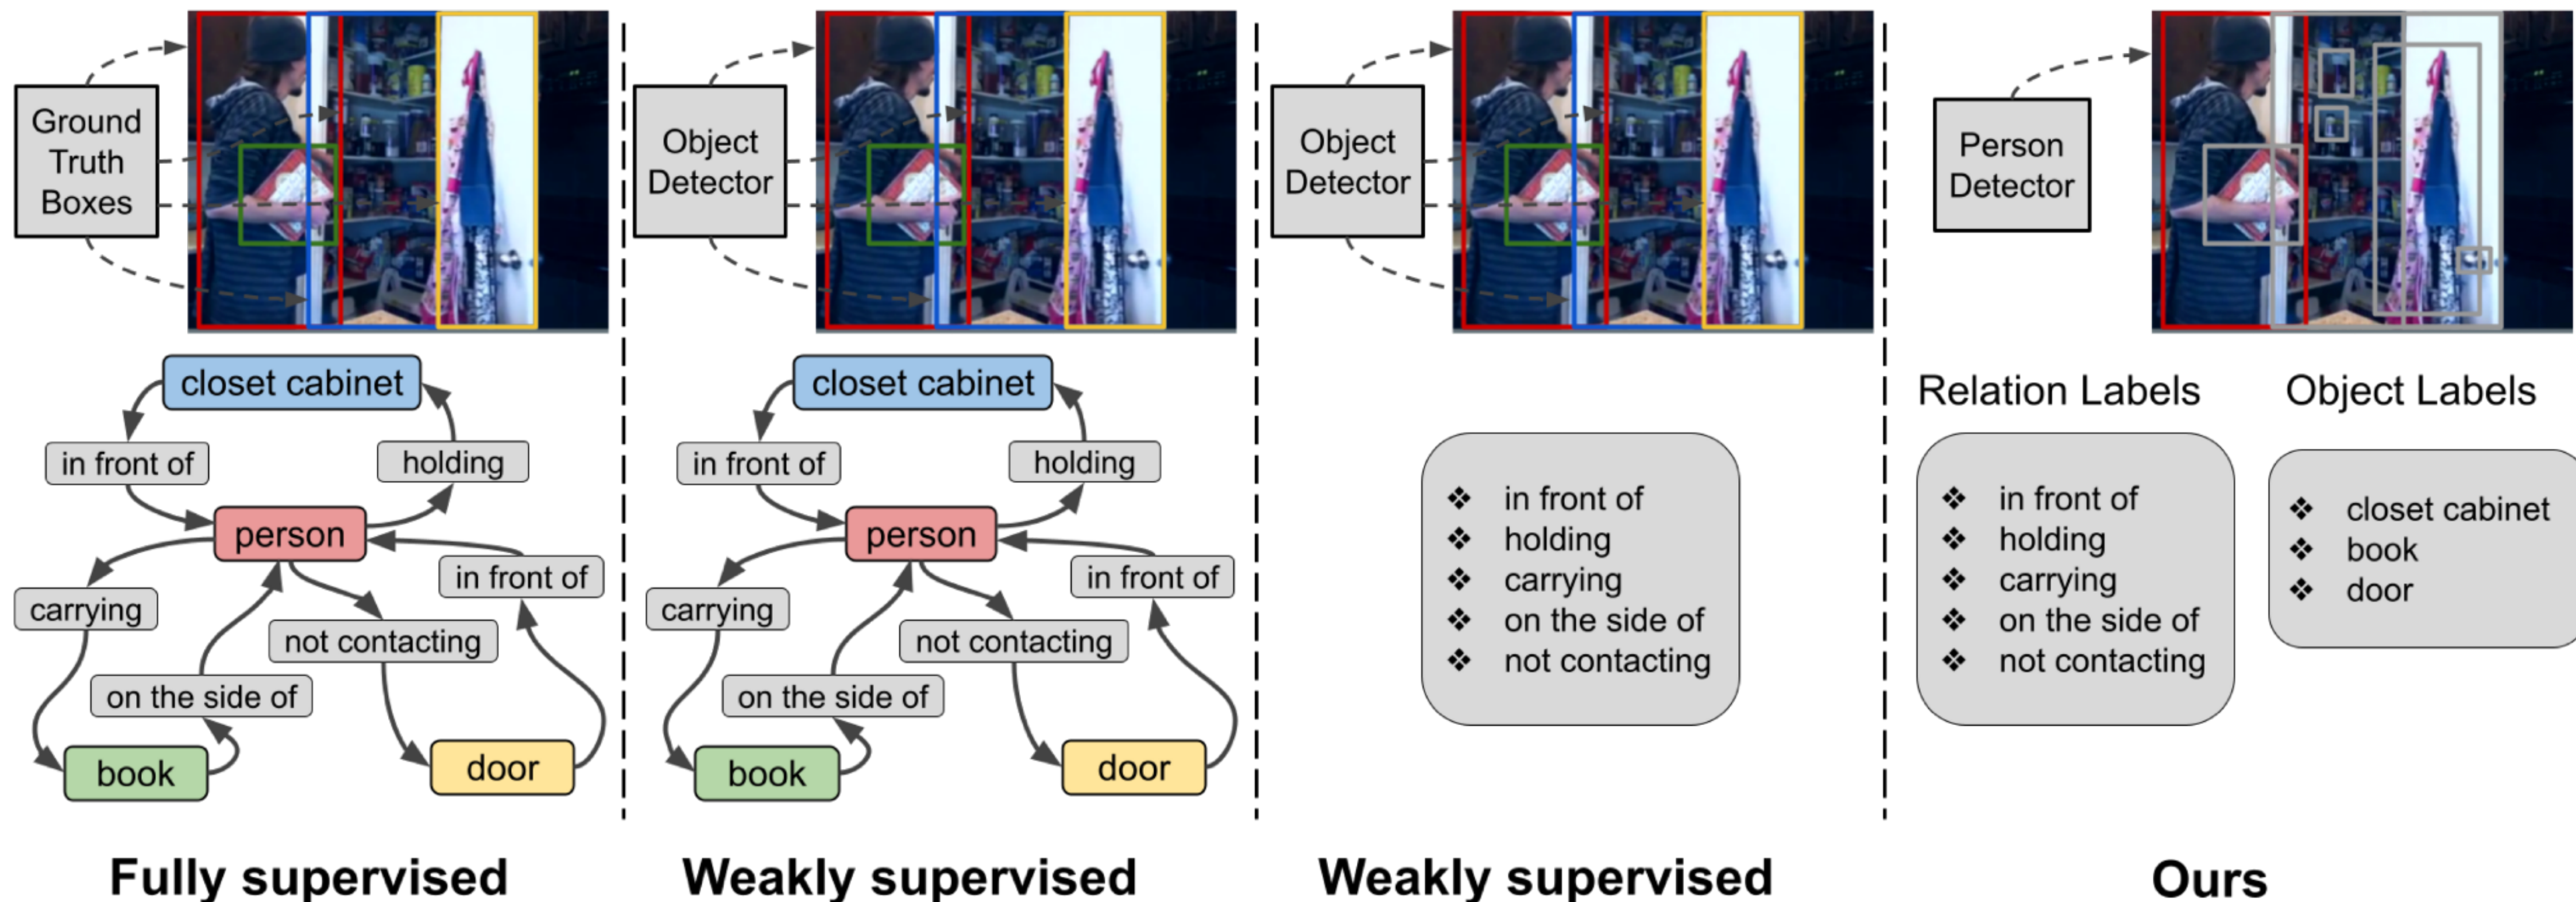 Ground
Truth
Boxes
closet cabinet
in front of
holding
person
in front of
carrying
not contacting
on the side of
book
door
Fully supervised
Object
Detector
closet cabinet
in front of
holding
person
in front of
carrying
not contacting
on the side of
book
door
Weakly supervised
Object
Detector
❖ in front of
❖ holding
❖ carrying
❖ on the side of
❖ not contacting
Weakly supervised
Person
Detector
Relation Labels
❖ in front of
❖ holding
❖ carrying
❖ on the side of
❖ not contacting
Object Labels
❖ closet cabinet
❖ book
❖ door
Ours